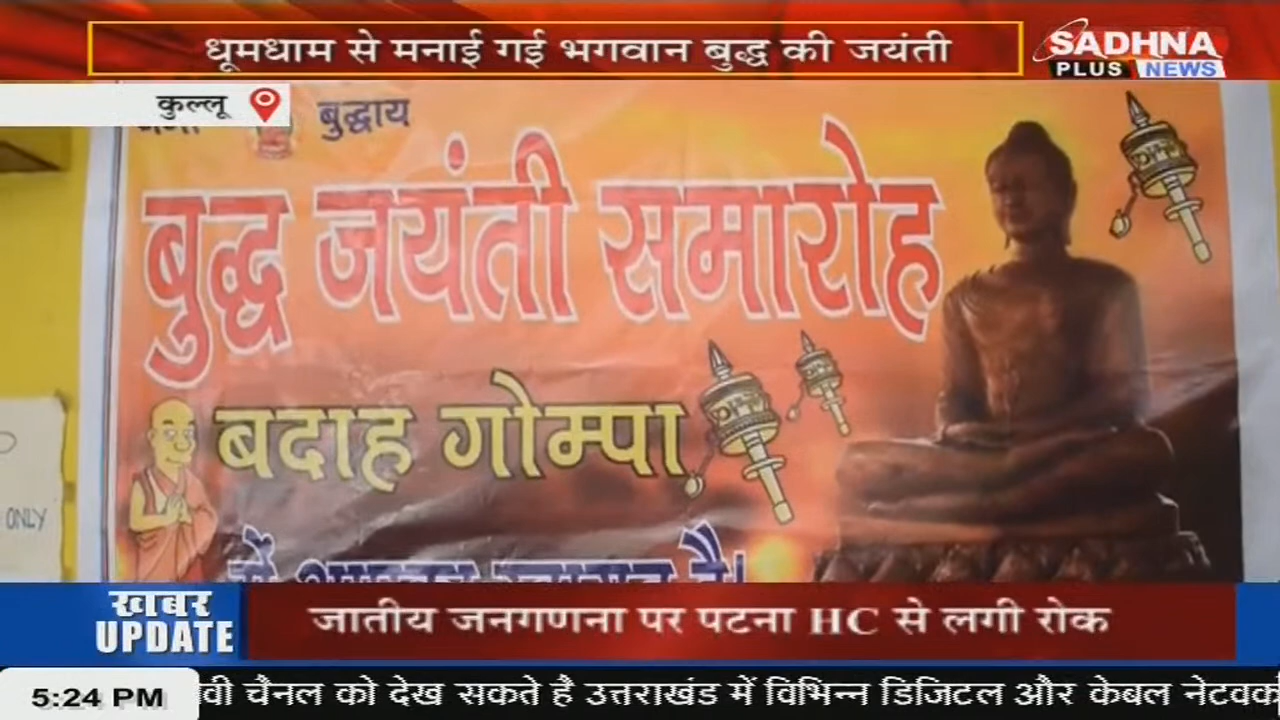 धूमधाम से मनाई गई भगवान बुद्ध की जयंती
SADHNA
PLUS NEWS
कुल्लू
बुद्धाय
बुद्ध जयंती समारोह
बदाह गोम्पा
ONLY
खबर
UPDATE
जातीय जनगणना पर पटना HC से लगी रोक
5:24 PM
चैनल को देख सकते है उत्तराखंड में विभिन्न डिजिटल और केबल